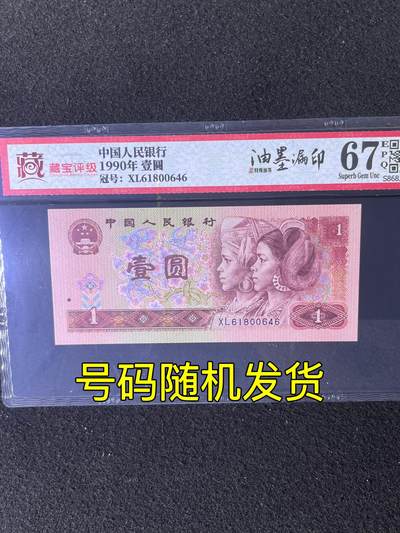 藏 藏宝评级
中国人民银行
1990年 壹圆
冠号: XL61800646
油墨漏印
67 EPQ
Superb Gem Unc
中国人民银行
壹圆
1
XL61800646
1
1
号码随机发货